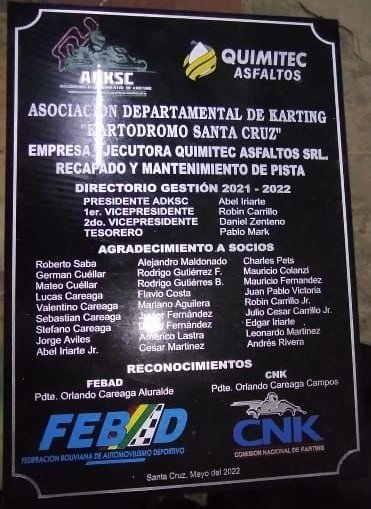 ADKSC
QUIMITEC
ASFALTOS
ASOCIACIÓN DEPARTAMENTAL DE KARTING
"KARTODROMO SANTA CRUZ"
EMPRESA EJECUTORA QUIMITEC ASFALTOS SRL.
RECAPADO Y MANTENIMIENTO DE PISTA
DIRECTORIO GESTIÓN 2021 - 2022
PRESIDENTE ADKSC Abel Iriarte
1er. VICEPRESIDENTE Robin Carrillo
2do. VICEPRESIDENTE Daniel Zenteno
TESORERO Pablo Mark
AGRADECIMIENTO A SOCIOS
Roberto Saba Alejandro Maldonado Charles Pets
German Cuéllar Rodrigo Gutiérrez F. Mauricio Colanzi
Mateo Cuéllar Rodrigo Gutiérres B. Mauricio Fernandez
Lucas Careaga Flavio Costa Juan Pablo Victoria
Valentino Careaga Mariano Aguilera Robin Carrillo Jr.
Sebastian Careaga Fernández Julio Cesar Carrillo Jr.
Stefano Careaga Fernández Edgar Iriarte
Jorge Aviles Américo Lastra Leonardo Martinez
Abel Iriarte Jr. Cesar Martinez Andrés Rivera
RECONOCIMIENTOS
FEBAD CNK
Pdte. Orlando Careaga Aluralde Pdte. Orlando Careaga Campos
FEBAD
FEDERACION BOLIVIANA DE AUTOMOVILISMO DEPORTIVO
CNK
COMISION NACIONAL DE KARTING
Santa Cruz, Mayo del 2022